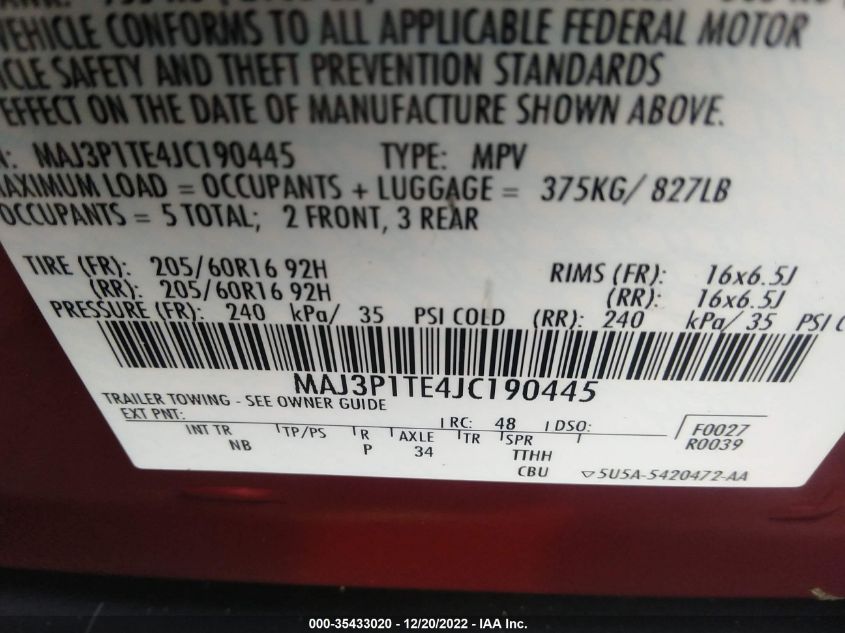 VEHICLE CONFORMS TO ALL APPLICABLE FEDERAL MOTOR
ICLE SAFETY AND THEFT PREVENTION STANDARDS
EFFECT ON THE DATE OF MANUFACTURE SHOWN ABOVE.
N: MAJ3P1TE4JC190445 TYPE: MPV
MAXIMUM LOAD = OCCUPANTS + LUGGAGE = 375KG/ 827LB
OCCUPANTS = 5 TOTAL; 2 FRONT, 3 REAR
TIRE (FR): 205/60R16 92H RIMS (FR): 16x6.5J
(RR): 205/60R16 92H (RR): 16x6.5J
PRESSURE (FR): 240 kPa/ 35 PSI COLD (RR): 240 kPa/ 35 PSI C
MAJ3P1TE4JC190445
TRAILER TOWING - SEE OWNER GUIDE
EXT PNT: RC: 48 DSO: F0027
INT TR TP/PS R AXLE TR SPR R0039
NB P 34 TTHH
CBU 5U5A-5420472-AA
000-35433020 — 12/20/2022 — IAA Inc.